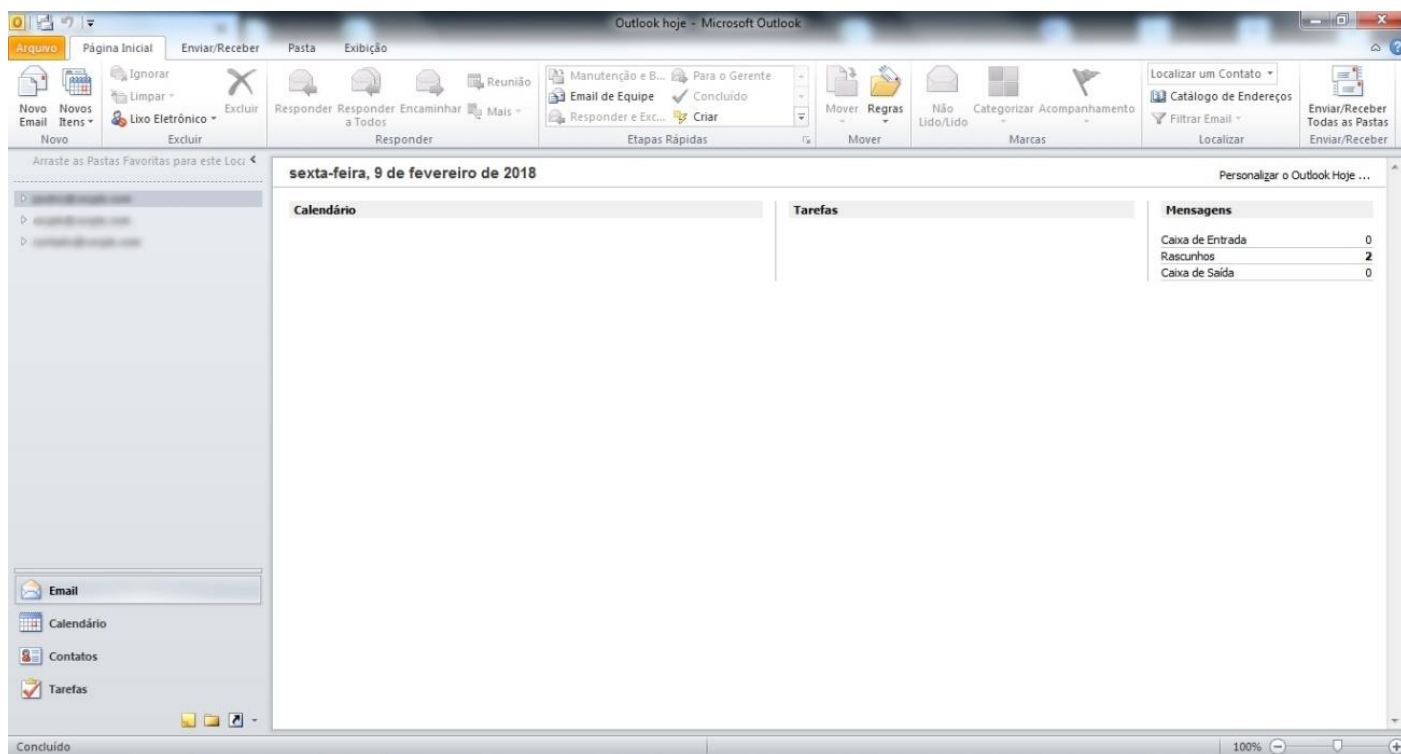 Outlook hoje - Microsoft Outlook
Arquivo Página Inicial Enviar/Receber Pasta Exibição
Novo Email
Novos Itens
Ignorar
Limpar
Lixo Eletrônico
Excluir
Responder
Responder a Todos
Encaminhar
Reunião
Mais
Manutenção e B...
Para o Gerente
Email de Equipe
Concluído
Responder e Exc...
Criar
Mover
Regras
Não Lido/Lido
Categorizar
Acompanhamento
Localizar um Contato
Catálogo de Endereços
Filtrar Email
Enviar/Receber
Todas as Pastas
Novo Excluir Responder Etapas Rápidas Mover Marcas Localizar Enviar/Receber
Arraste as Pastas Favoritas para este
sexta-feira, 9 de fevereiro de 2018
Personalizar o Outlook Hoje ...
Calendário
Tarefas
Mensagens
Caixa de Entrada 0
Rascunhos 2
Caixa de Saída 0
Email
Calendário
Contatos
Tarefas
Concluído
100%